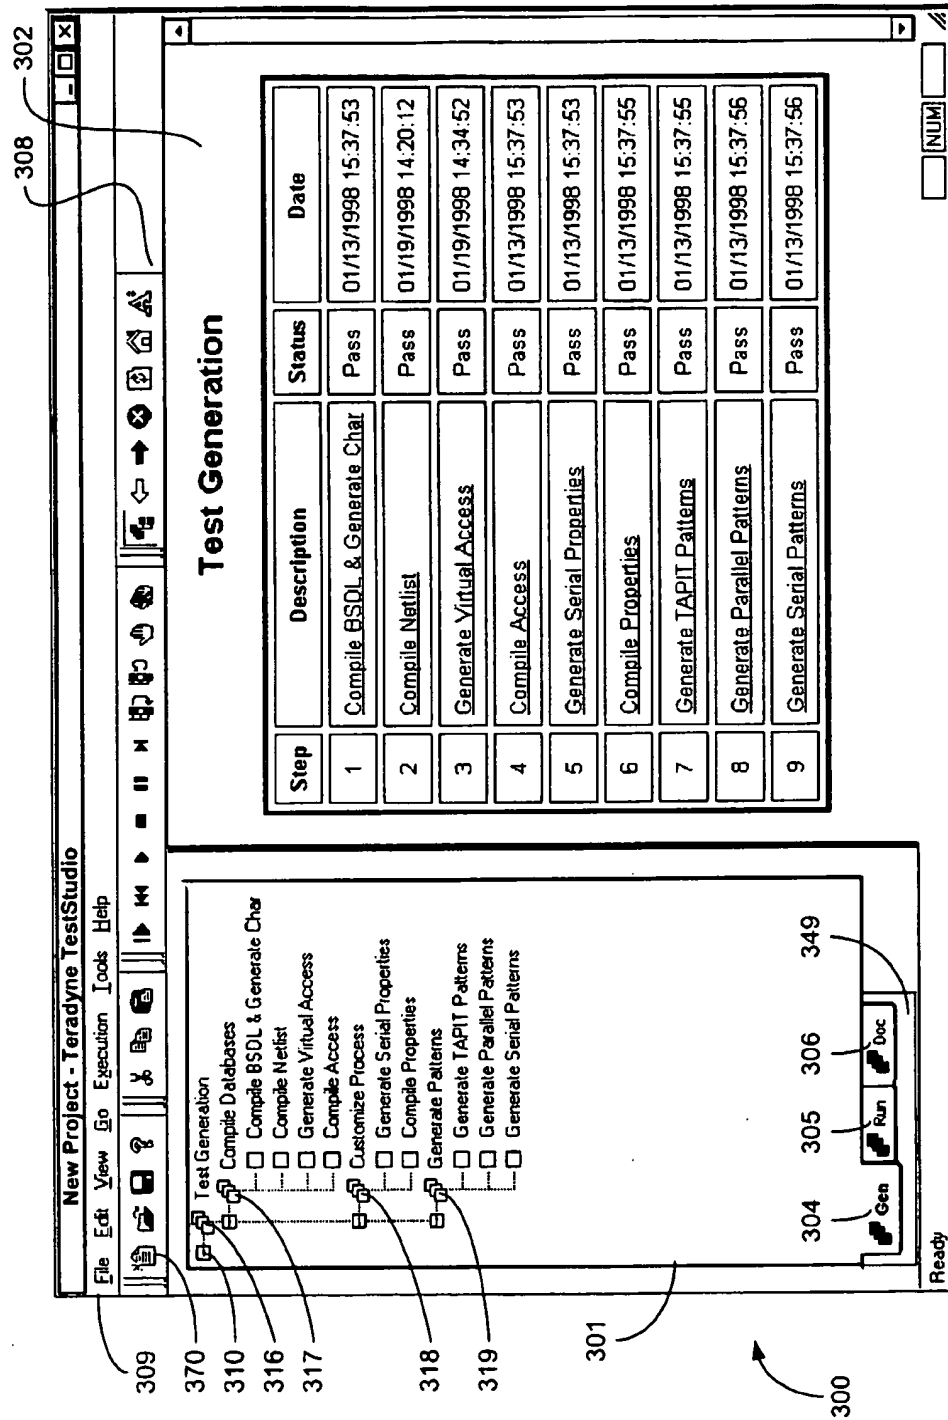 302
308
New Project - Teradyne TestStudio
File Edit View Go Execution Tools Help
309
370
310
316
317
318
319
301
300
Test Generation
Compile Databases
Compile BSDL & Generate Char
Compile Netlist
Generate Virtual Access
Compile Access
Customize Process
Generate Serial Properties
Compile Properties
Generate Patterns
Generate TAPIT Patterns
Generate Parallel Patterns
Generate Serial Patterns
304
305
306
349
Gen
Run
Doc
Test Generation
Step Description Status Date
1 Compile BSDL & Generate Char Pass 01/13/1998 15:37:53
2 Compile Netlist Pass 01/19/1998 14:20:12
3 Generate Virtual Access Pass 01/19/1998 14:34:52
4 Compile Access Pass 01/13/1998 15:37:53
5 Generate Serial Properties Pass 01/13/1998 15:37:53
6 Compile Properties Pass 01/13/1998 15:37:55
7 Generate TAPIT Patterns Pass 01/13/1998 15:37:55
8 Generate Parallel Patterns Pass 01/13/1998 15:37:56
9 Generate Serial Patterns Pass 01/13/1998 15:37:56
Ready
NUM